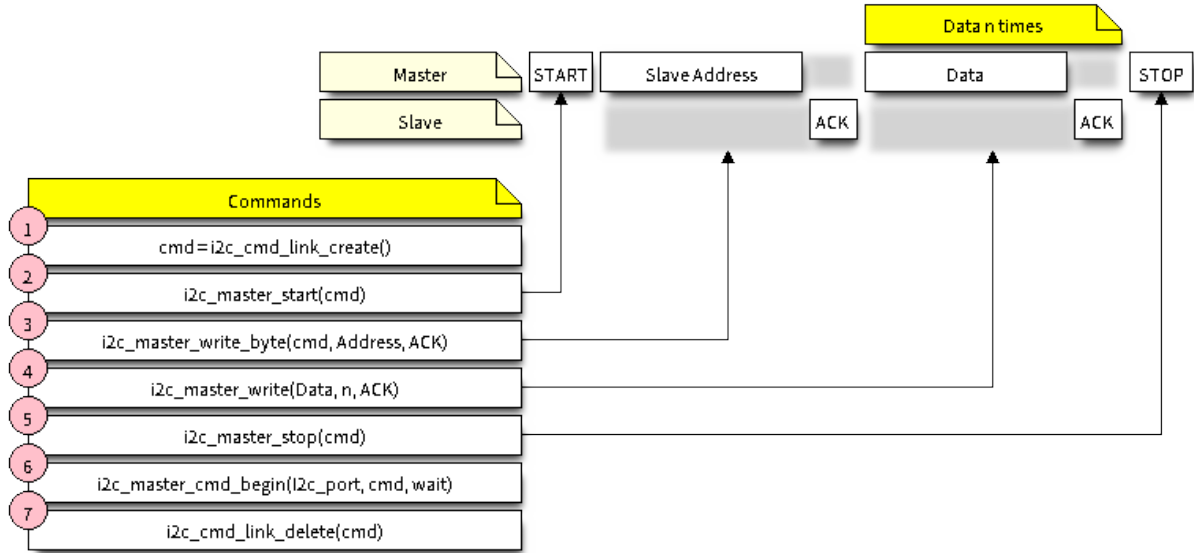 Data n times
Master
START
Slave Address
Data
STOP
Slave
ACK
ACK
Commands
1
cmd=i2c_cmd_link_create()
2
i2c_master_start(cmd)
3
i2c_master_write_byte(cmd, Address, ACK)
4
i2c_master_write(Data, n, ACK)
5
i2c_master_stop(cmd)
6
i2c_master_cmd_begin(I2c_port, cmd, wait)
7
i2c_cmd_link_delete(cmd)